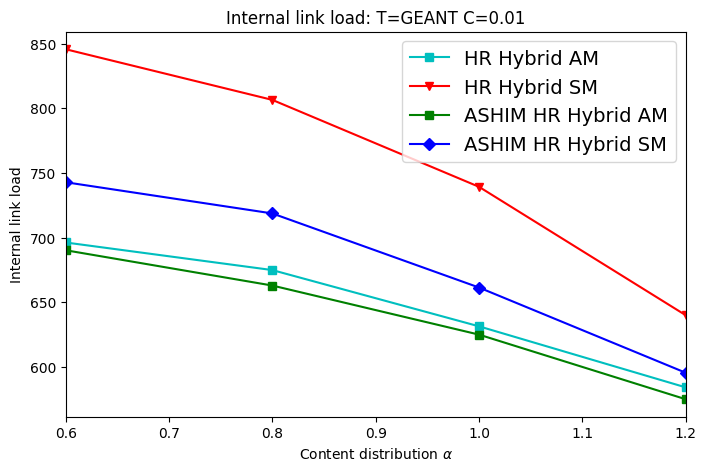 Internal link load: T=GEANT C=0.01
HR Hybrid AM
HR Hybrid SM
ASHIM HR Hybrid AM
ASHIM HR Hybrid SM
Internal link load
850
800
750
700
650
600
0.6 0.7 0.8 0.9 1.0 1.1 1.2
Content distribution α